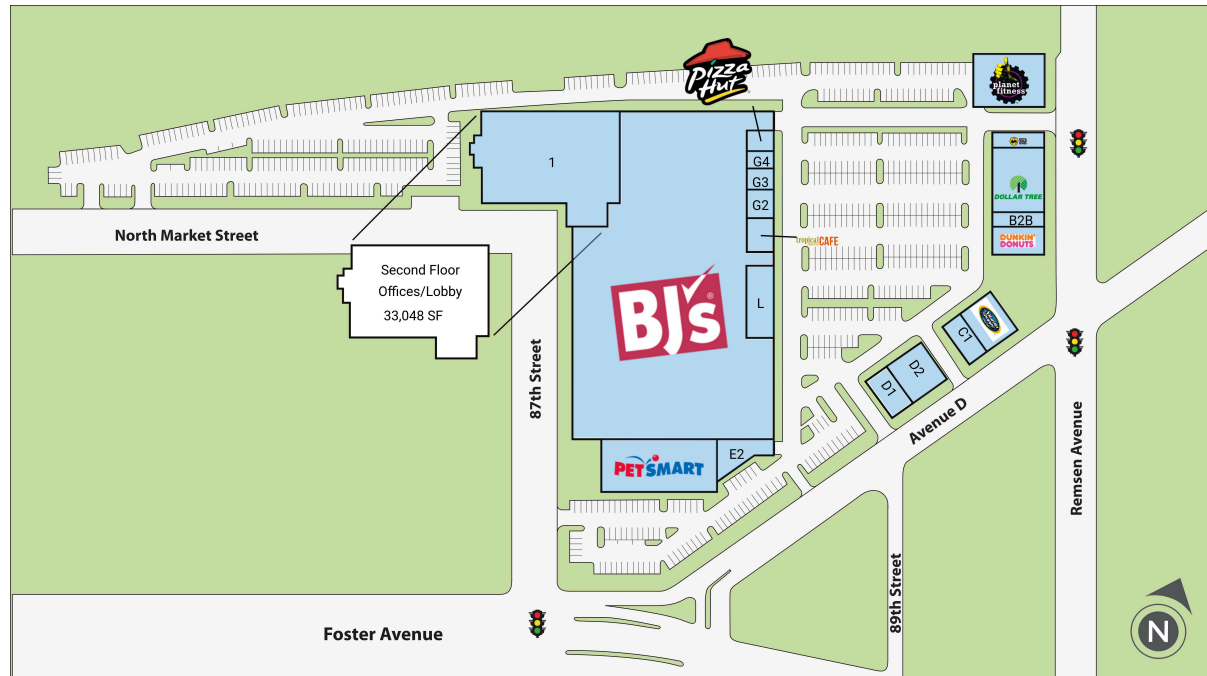 Pizza
Hut
planet
fitness
1
G4
G3
G2
DOLLAR TREE
B2B
DUNKIN'
DONUTS
tropical CAFE
North Market Street
Second Floor
Offices/Lobby
33,048 SF
BJ's
®
L
C1
D2
D1
87th Street
Avenue D
Remsen Avenue
PETSMART
E2
89th Street
Foster Avenue
N